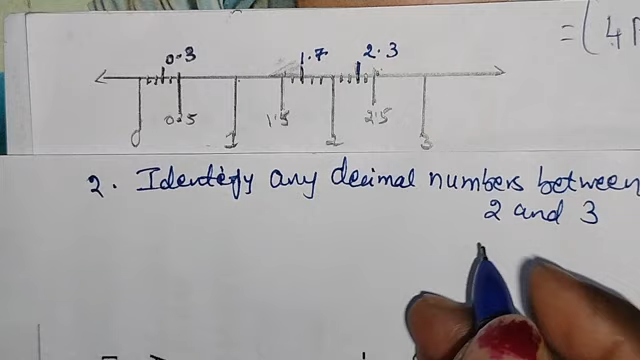 = (4
0.3 1.7 2.3
0.5 1.5 2.5
0 1 2 3
2. Identify any decimal numbers between
2 and 3